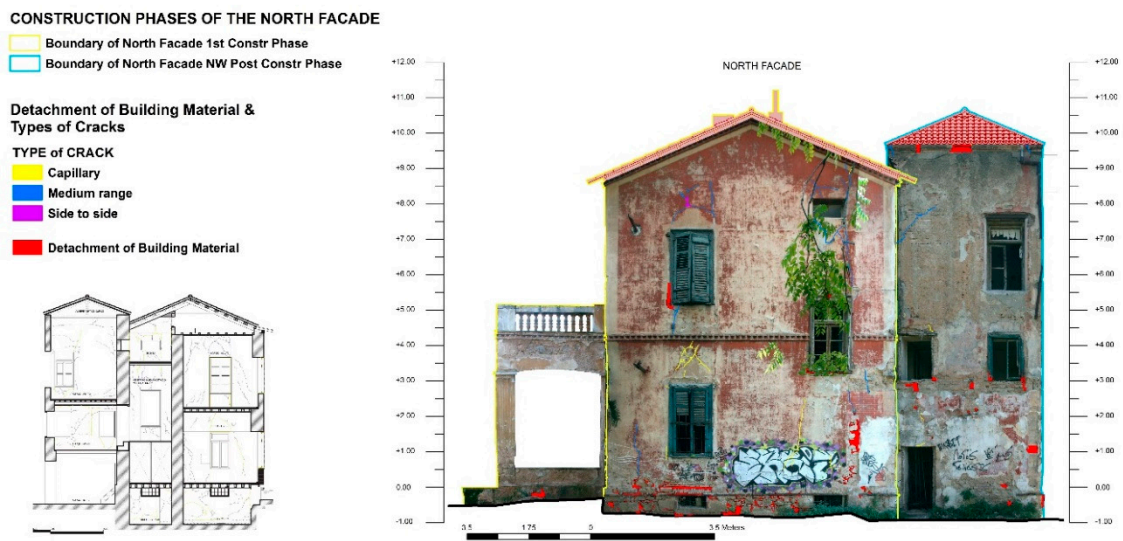 CONSTRUCTION PHASES OF THE NORTH FACADE
Boundary of North Facade 1st Constr Phase
Boundary of North Facade NW Post Constr Phase
Detachment of Building Material &
Types of Cracks
TYPE of CRACK
Capillary
Medium range
Side to side
Detachment of Building Material
NORTH FACADE
+12.00
+11.00
+10.00
+9.00
+8.00
+7.00
+6.00
+5.00
+4.00
+3.00
+2.00
+1.00
0.00
-1.00
+12.00
+11.00
+10.00
+9.00
+8.00
+7.00
+6.00
+5.00
+4.00
+3.00
+2.00
+1.00
0.00
-1.00
3.5 1.75 0 3.5 Meters